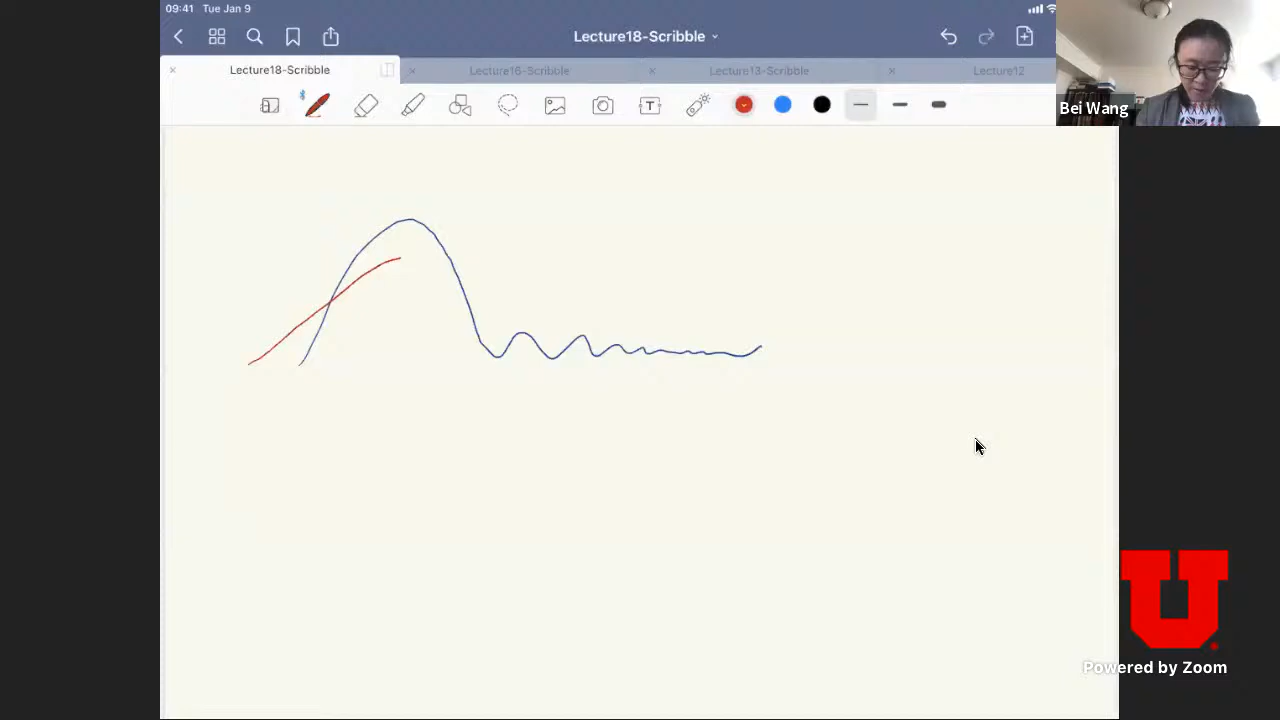 09:41 Tue Jan 9
Lecture18-Scribble
Lecture18-Scribble
Lecture16-Scribble
Lecture13-Scribble
Lecture12
T
Bei Wang
U
Powered by Zoom